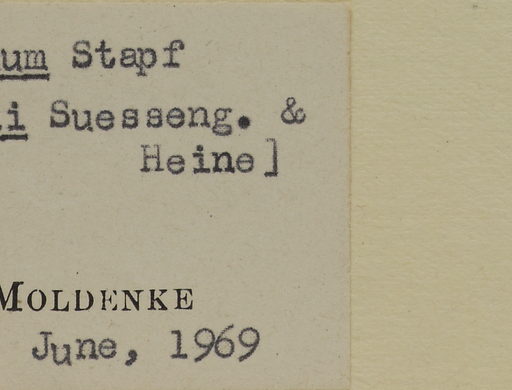 um Stapf
i Suesseng. &
Heine]
MOLDENKE
June, 1969